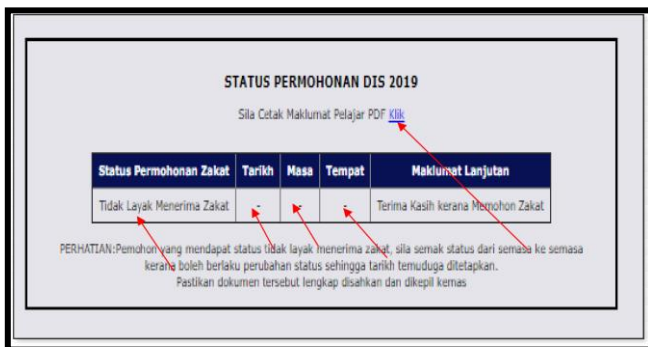 STATUS PERMOHONAN DIS 2019
Sila Cetak Maklumat Pelajar PDF Klik
Status Permohonan Zakat Tarikh Masa Tempat Maklumat Lanjutan
Tidak Layak Menerima Zakat - - - Terima Kasih kerana Memohon Zakat
PERHATIAN:Pemohon yang mendapat status tidak layak menerima zakat, sila semak status dari semasa ke semasa
kerana boleh berlaku perubahan status sehingga tarikh temuduga ditetapkan.
Pastikan dokumen tersebut lengkap disahkan dan dikepil kemas